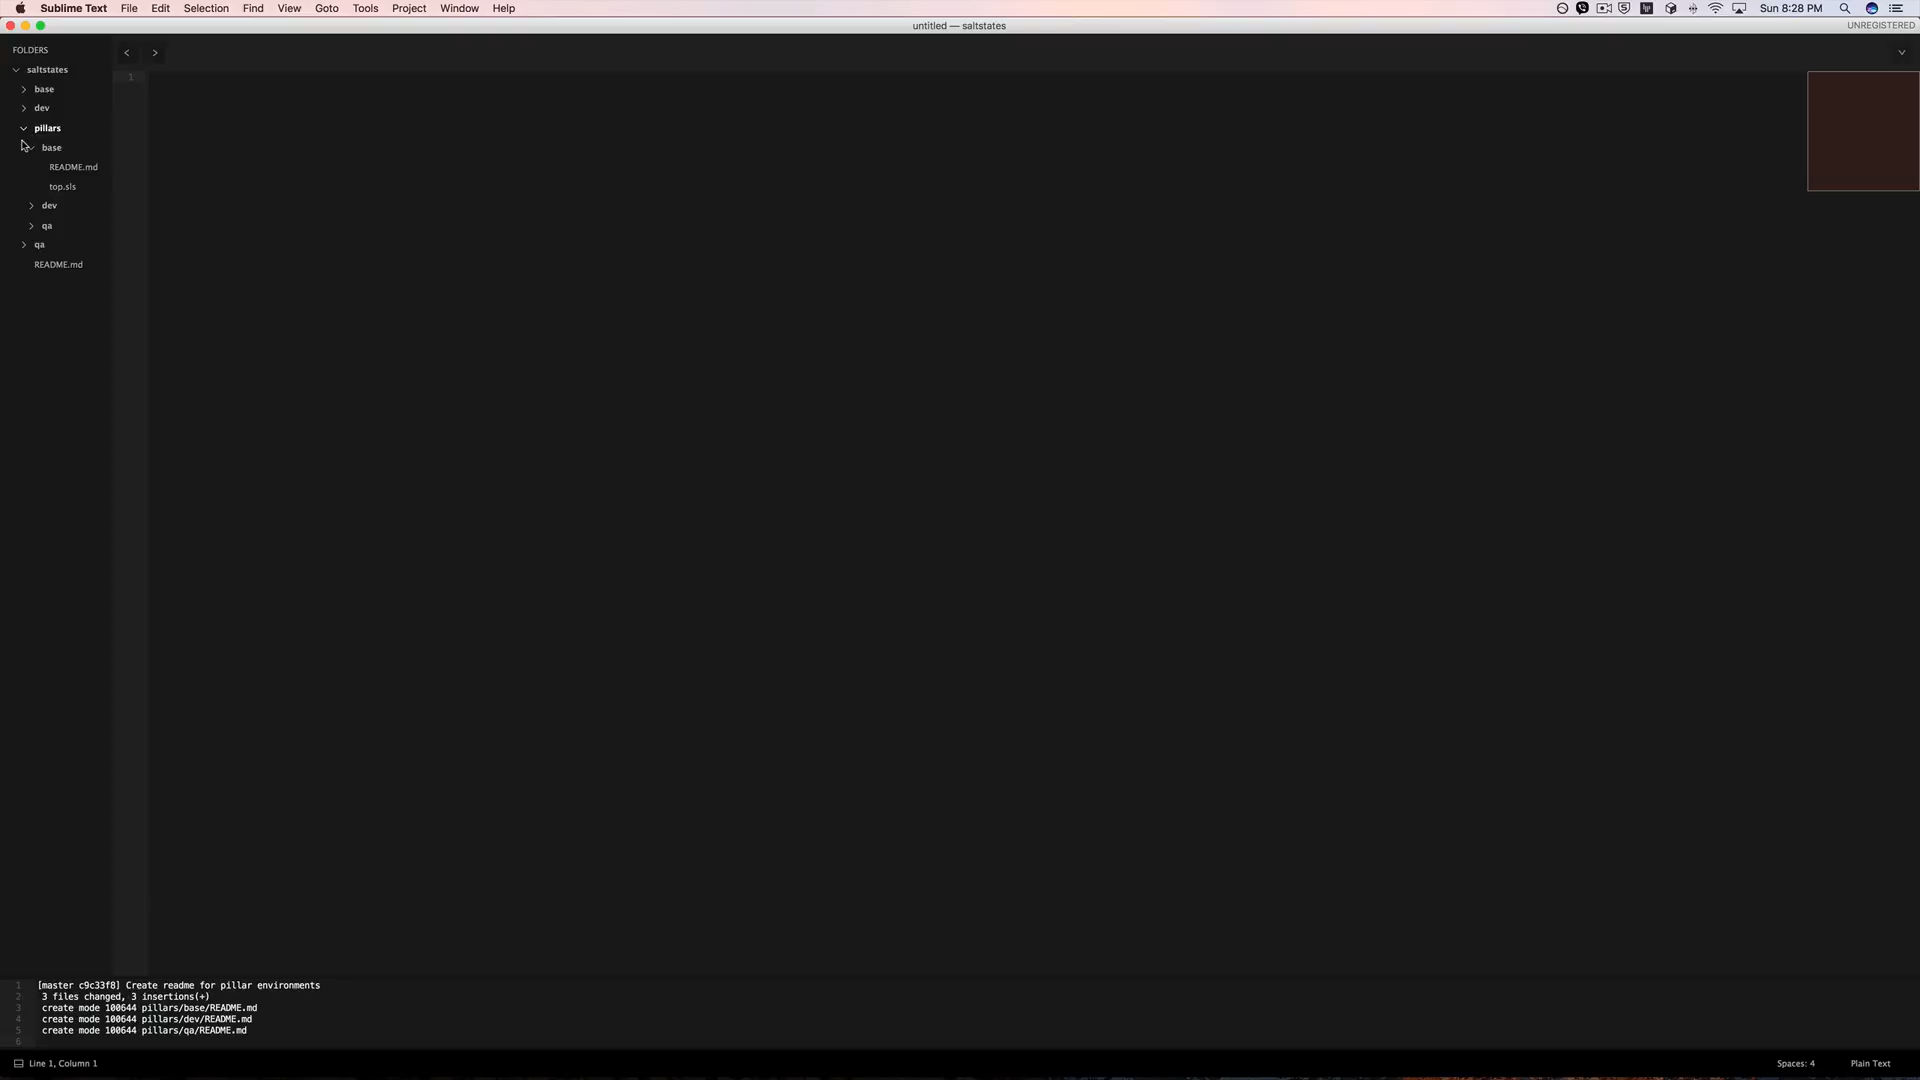 Sublime Text File Edit Selection Find View Goto Tools Project Window Help Sun 8:28 PM
untitled — saltstates UNREGISTERED
FOLDERS
saltstates
base
dev
pillars
base
README.md
top.sls
dev
qa
qa
README.md
1
1 [master c9c33f8] Create readme for pillar environments
2 3 files changed, 3 insertions(+)
3 create mode 100644 pillars/base/README.md
4 create mode 100644 pillars/dev/README.md
5 create mode 100644 pillars/qa/README.md
6
Line 1, Column 1 Spaces: 4 Plain Text